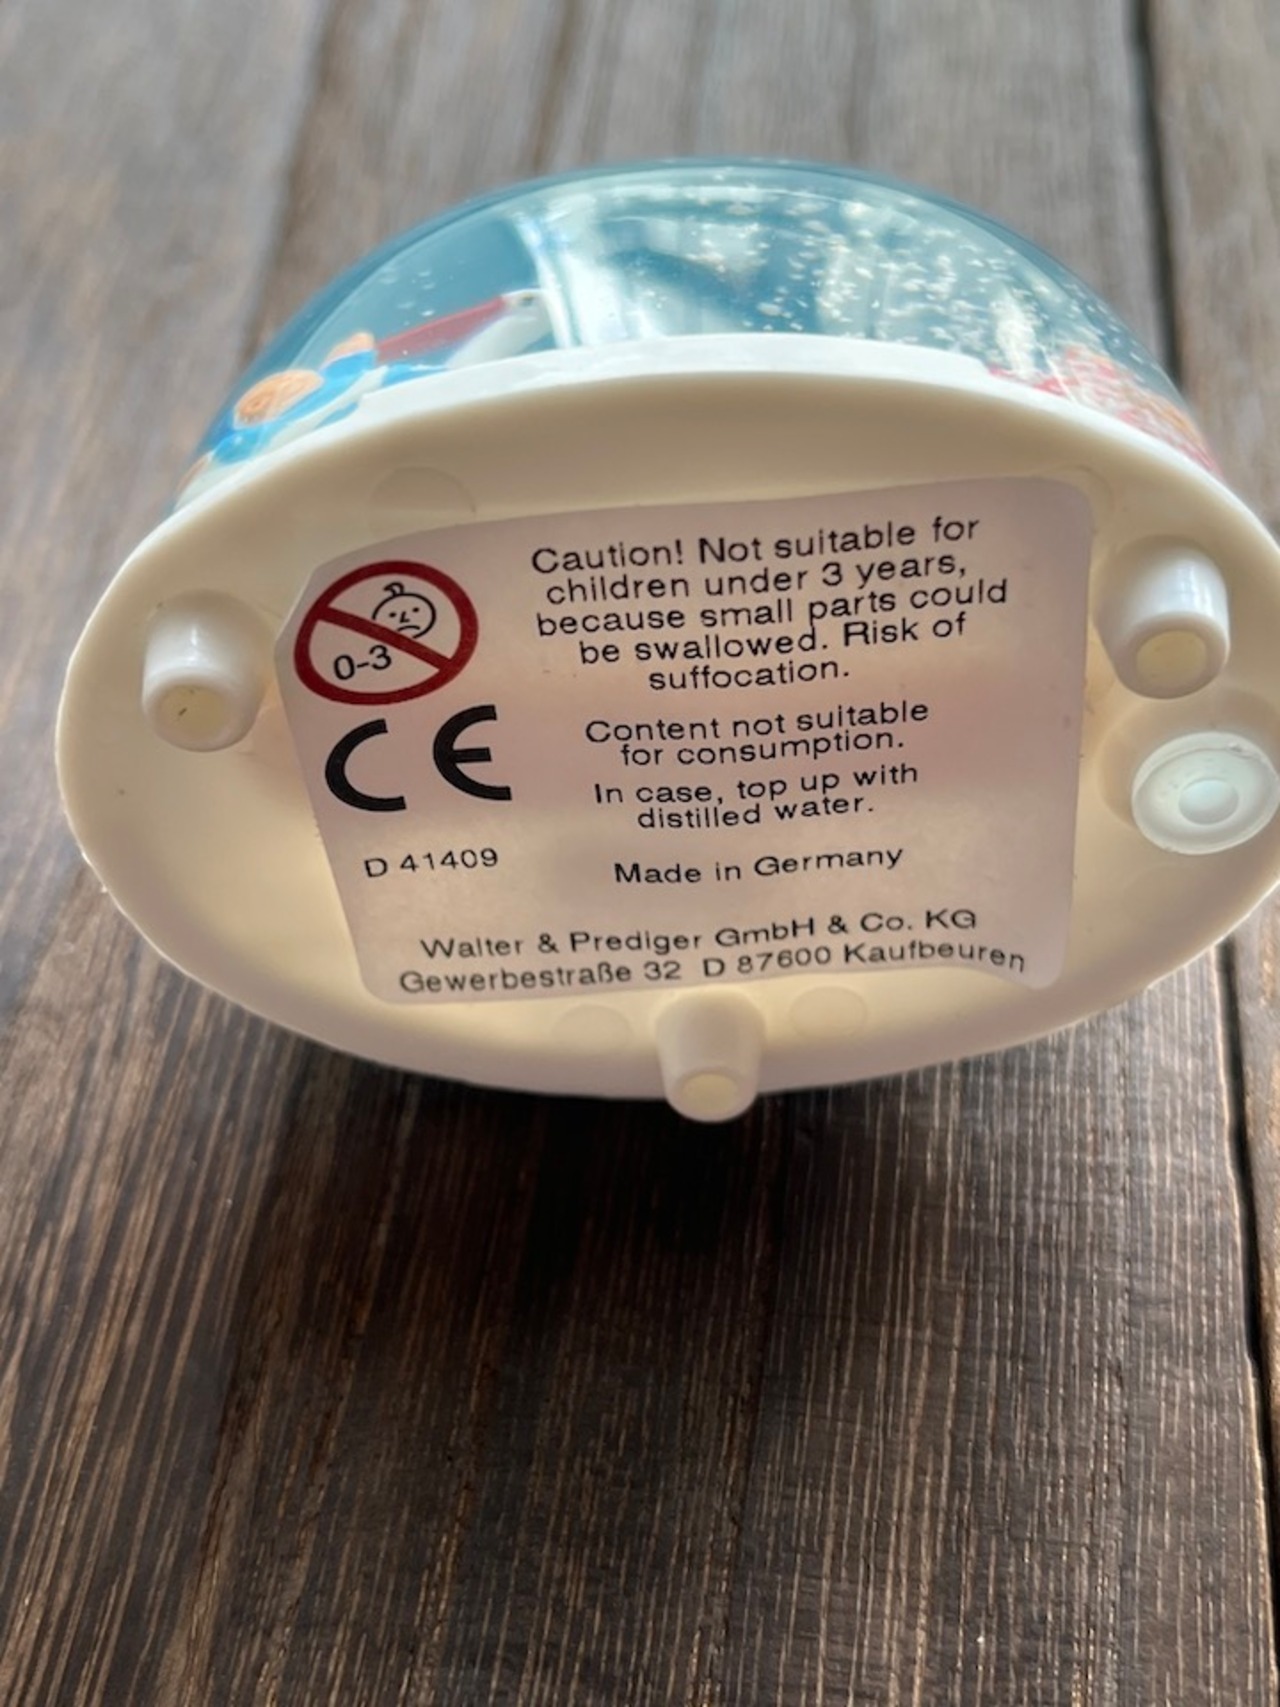 Caution! Not suitable for
children under 3 years,
because small parts could
be swallowed. Risk of
suffocation.
0-3
CE
Content not suitable
for consumption.
In case, top up with
distilled water.
D 41409
Made in Germany
Walter & Prediger GmbH & Co. KG
Gewerbestraße 32 D 87600 Kaufbeuren